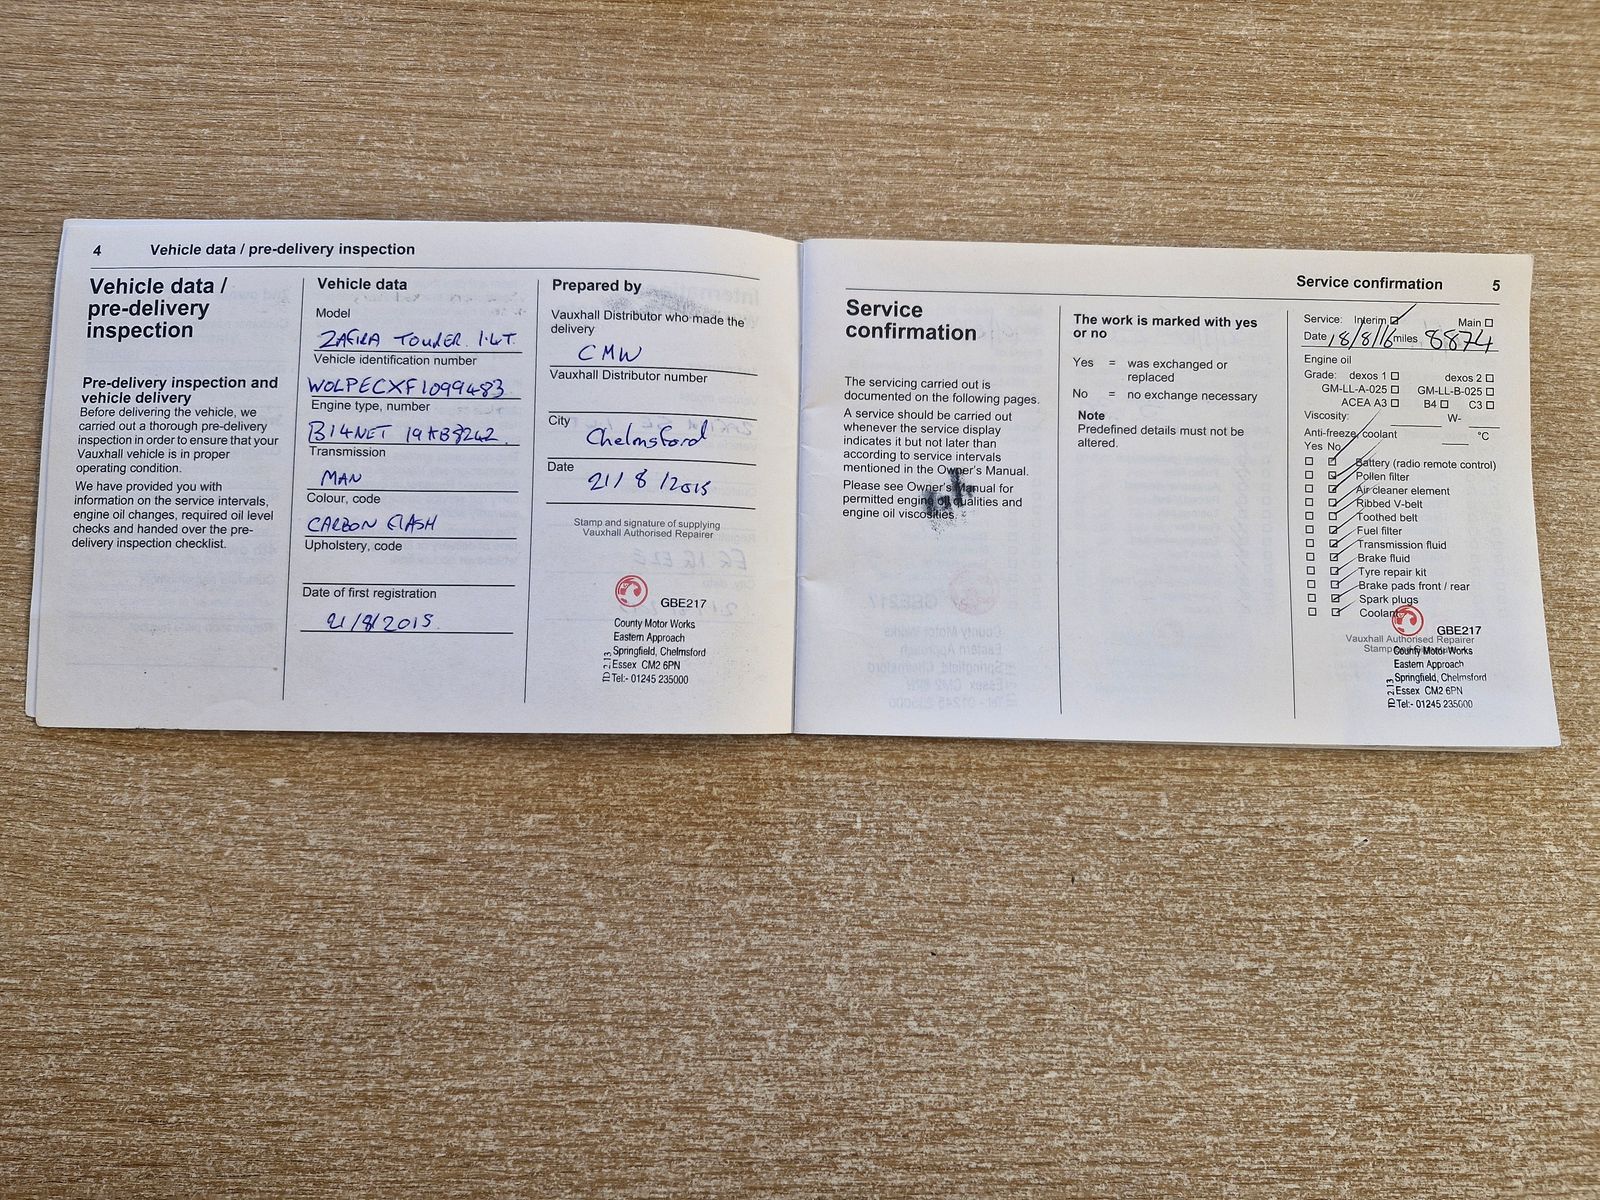 4 Vehicle data / pre-delivery inspection
Vehicle data /
pre-delivery
inspection
Pre-delivery inspection and
vehicle delivery
Before delivering the vehicle, we
carried out a thorough pre-delivery
inspection in order to ensure that your
Vauxhall vehicle is in proper
operating condition.
We have provided you with
information on the service intervals,
engine oil changes, required oil level
checks and handed over the pre-
delivery inspection checklist.
Vehicle data
Model
ZAFIRA TOURER 1.4T
Vehicle identification number
WOLPECXF1099483
Engine type, number
B14NET 19KB8242
Transmission
MAN
Colour, code
CARBON FLASH
Upholstery, code
Date of first registration
21/8/2015
Prepared by
Vauxhall Distributor who made the
delivery
CMW
Vauxhall Distributor number
City
Chelmsford
Date
21/8/2015
Stamp and signature of supplying
Vauxhall Authorised Repairer
GBE217
County Motor Works
Eastern Approach
Springfield, Chelmsford
Essex CM2 6PN
Tel:- 01245 235000
ID 213
Service confirmation 5
Service
confirmation
The servicing carried out is
documented on the following pages.
A service should be carried out
whenever the service display
indicates it but not later than
according to service intervals
mentioned in the Owner's Manual.
Please see Owner's Manual for
permitted engine oil qualities and
engine oil viscosities.
The work is marked with yes
or no
Yes = was exchanged or
replaced
No = no exchange necessary
Note
Predefined details must not be
altered.
Service: Interim Main
Date 18/8/16 miles 8874
Engine oil
Grade: dexos 1 dexos 2
GM-LL-A-025 GM-LL-B-025
ACEA A3 B4 C3
Viscosity: W-
Anti-freeze, coolant °C
Yes No
Battery (radio remote control)
Pollen filter
Air cleaner element
Ribbed V-belt
Toothed belt
Fuel filter
Transmission fluid
Brake fluid
Tyre repair kit
Brake pads front / rear
Spark plugs
Coolant
GBE217
Vauxhall Authorised Repairer
County Motor Works
Eastern Approach
Springfield, Chelmsford
Essex CM2 6PN
Tel:- 01245 235000
ID 213